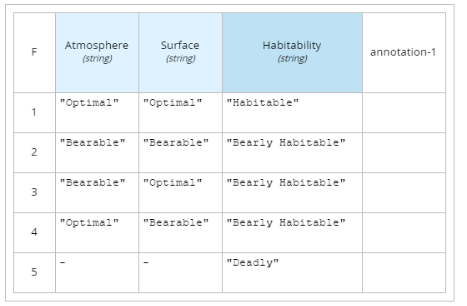 F Atmosphere (string) Surface (string) Habitability (string) annotation-1
1 "Optimal" "Optimal" "Habitable"
2 "Bearable" "Bearable" "Bearly Habitable"
3 "Bearable" "Optimal" "Bearly Habitable"
4 "Optimal" "Bearable" "Bearly Habitable"
5 – – "Deadly"